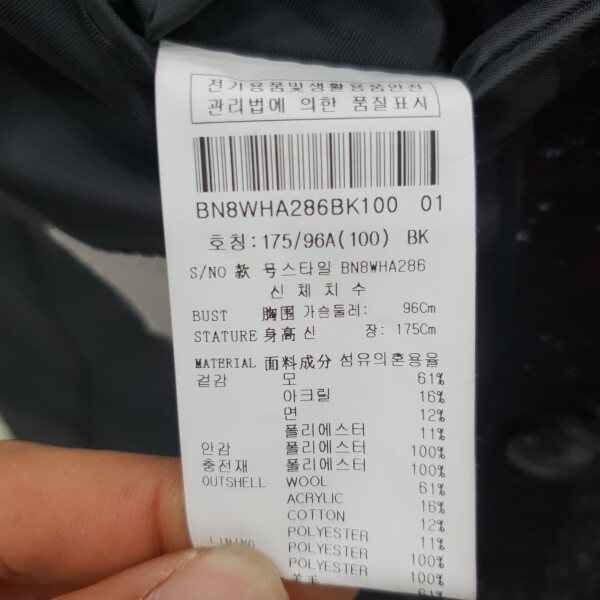 전기용품및생활용품안전
관리법에 의한 품질표시
BN8WHA286BK100 01
호칭:175/96A(100) BK
S/NO 款 号스타일 BN8WHA286
신체치수
BUST 胸围 가슴둘레: 96Cm
STATURE 身高 신 장: 175Cm
MATERIAL 面料成分 섬유의혼용율
겉감 모 61%
아크릴 16%
면 12%
폴리에스터 11%
안감 폴리에스터 100%
충전재 폴리에스터 100%
OUTSHELL WOOL 61%
ACRYLIC 16%
COTTON 12%
POLYESTER 11%
LINING POLYESTER 100%
POLYESTER 100%
羊毛 61%